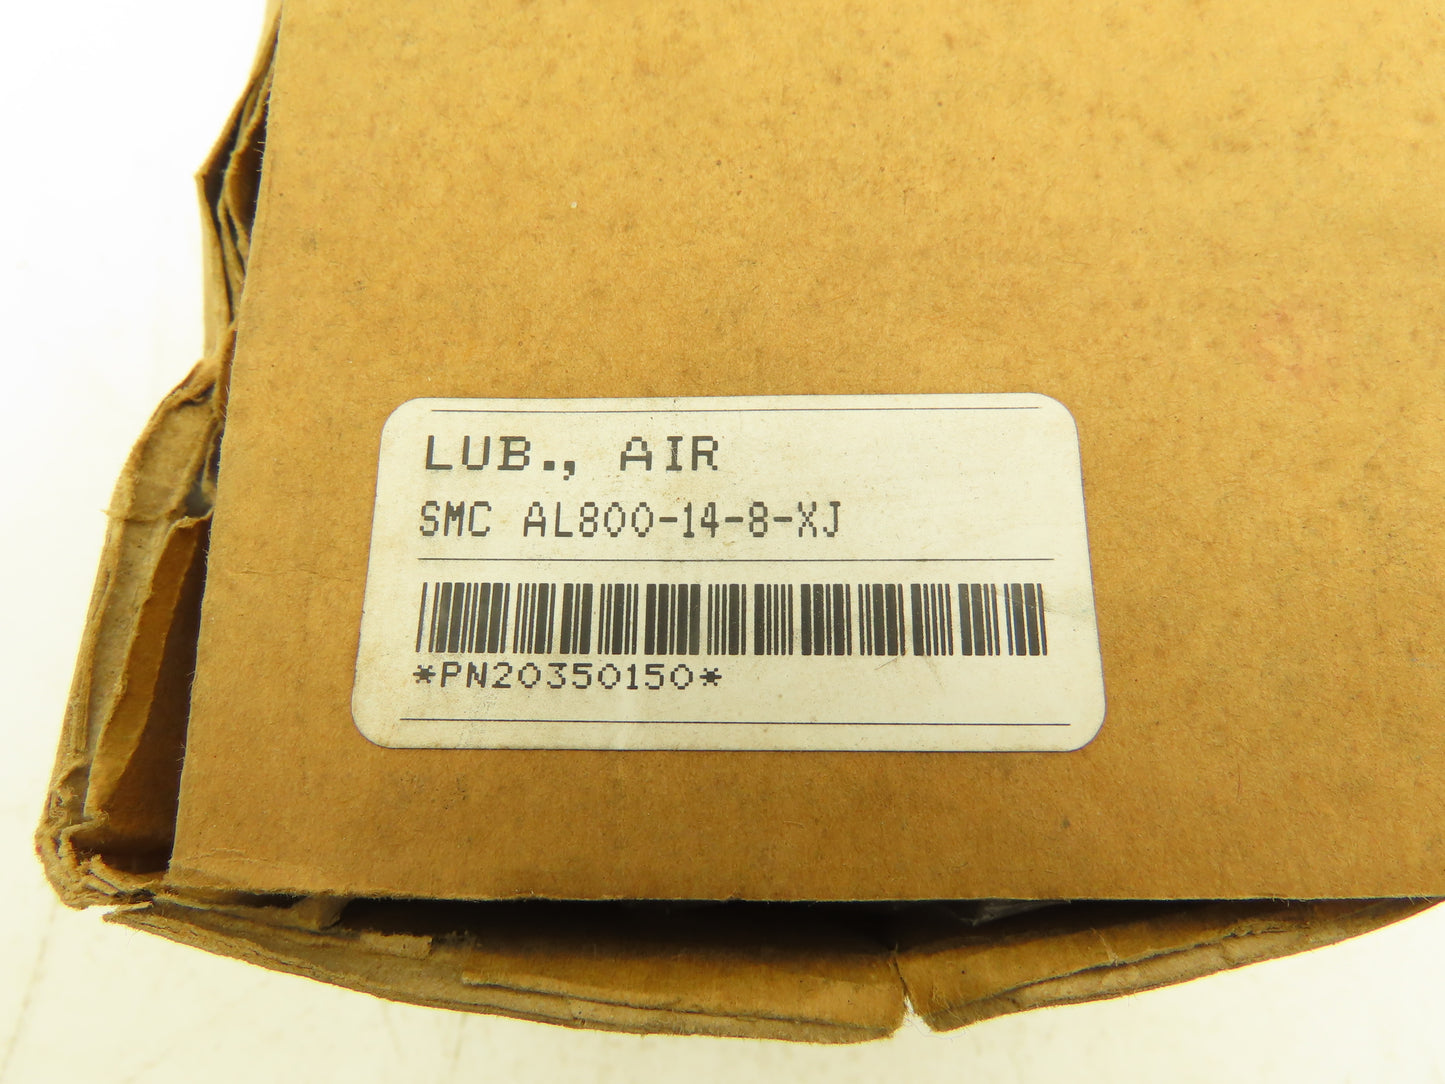 LUB., AIR
SMC AL800-14-8-XJ
*PN20350150*